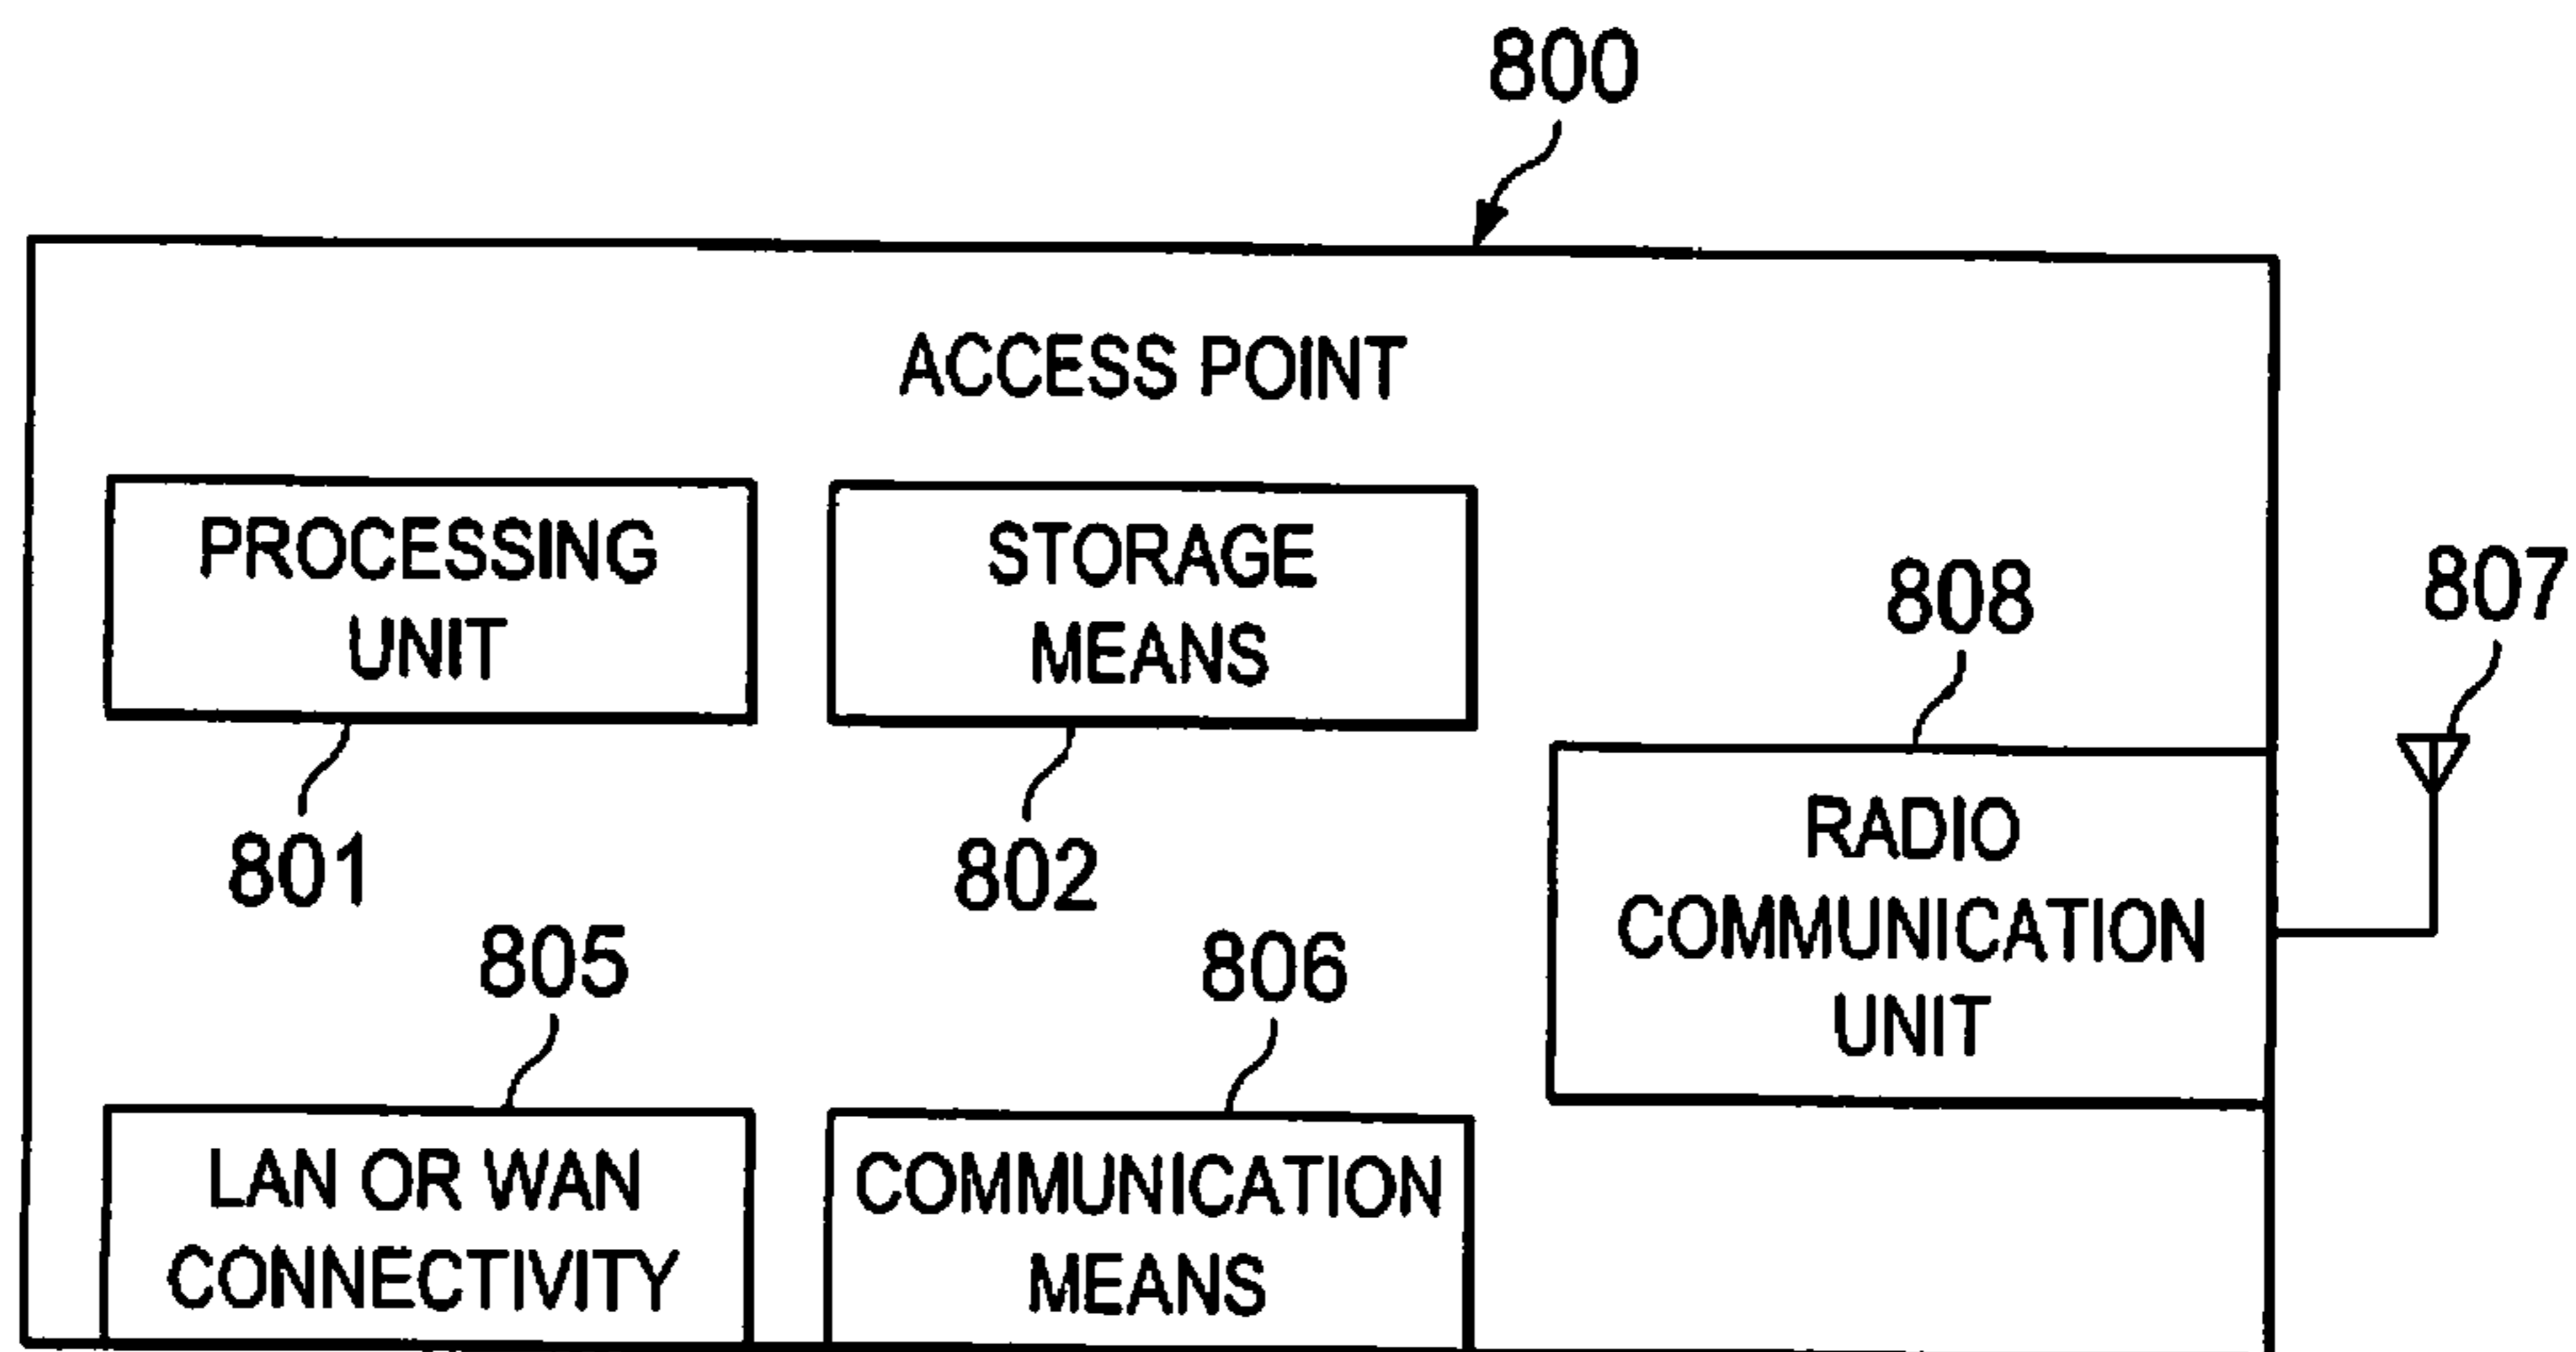 800
ACCESS POINT
PROCESSING
UNIT
STORAGE
MEANS
808
807
801
802
RADIO
COMMUNICATION
UNIT
805
806
LAN OR WAN
CONNECTIVITY
COMMUNICATION
MEANS